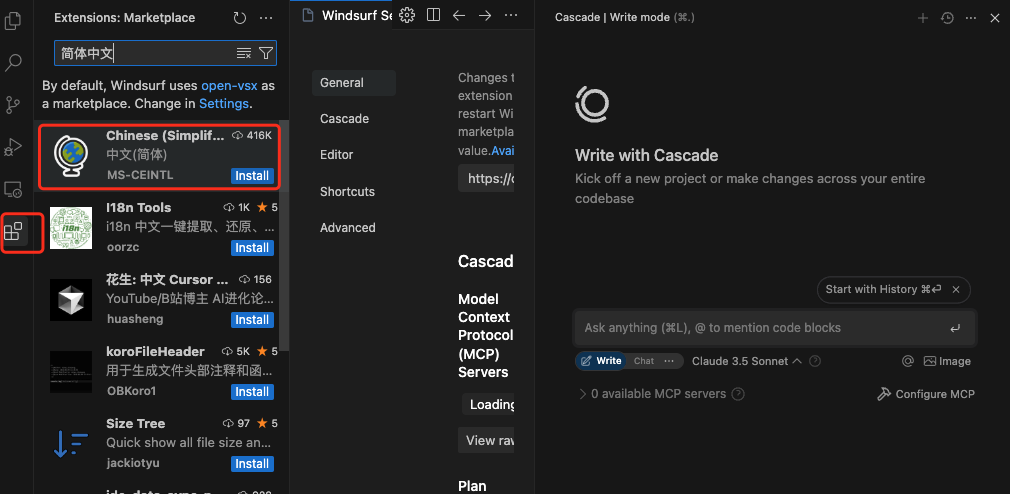 Extensions: Marketplace
简体中文
By default, Windsurf uses open-vsx as
a marketplace. Change in Settings.
Chinese (Simplif... 416K
中文(简体)
MS-CEINTL Install
I18n Tools 1K ★ 5
i18n 中文一键提取、还原、...
oorzc Install
花生: 中文 Cursor ... 156
YouTube/B站博主 AI进化论...
huasheng Install
koroFileHeader 5K ★ 5
用于生成文件头部注释和函...
OBKoro1 Install
Size Tree 97 ★ 5
Quick show all file size an...
jackiotyu Install
Windsurf Se
General
Cascade
Editor
Shortcuts
Advanced
Changes t
extension
restart Wi
marketpla
value.Avai
https://
Cascad
Model
Context
Protocol
(MCP)
Servers
Loading
View rav
Plan
Cascade | Write mode (⌘.)
Write with Cascade
Kick off a new project or make changes across your entire
codebase
Start with History ⌘⏎ ×
Ask anything (⌘L), @ to mention code blocks
Write Chat ... Claude 3.5 Sonnet @ Image
0 available MCP servers Configure MCP